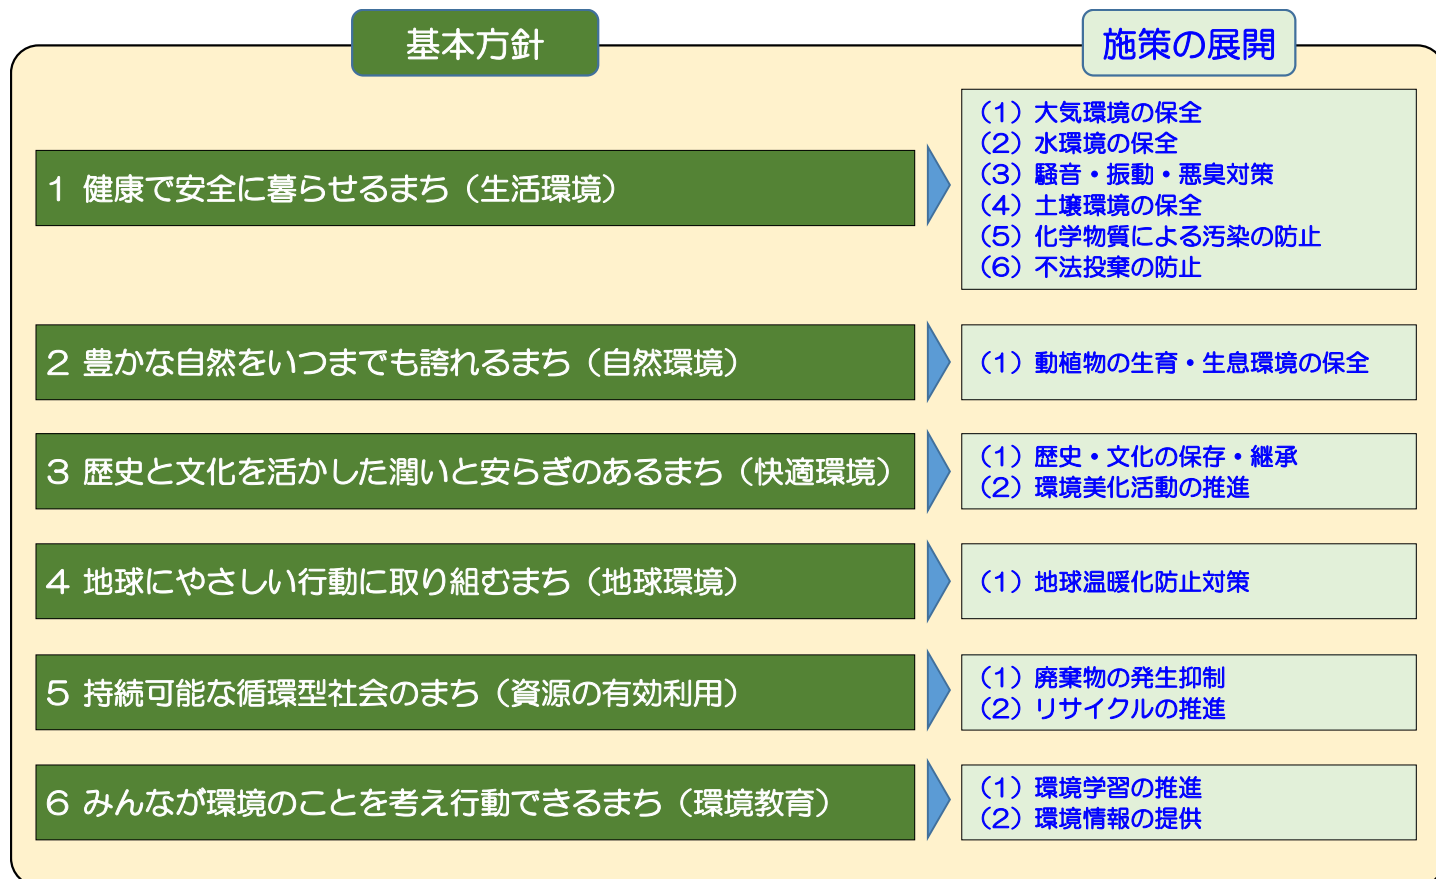 基本方針
施策の展開
1 健康で安全に暮らせるまち（生活環境）
（1）大気環境の保全
（2）水環境の保全
（3）騒音・振動・悪臭対策
（4）土壌環境の保全
（5）化学物質による汚染の防止
（6）不法投棄の防止
2 豊かな自然をいつまでも誇れるまち（自然環境）
（1）動植物の生育・生息環境の保全
3 歴史と文化を活かした潤いと安らぎのあるまち（快適環境）
（1）歴史・文化の保存・継承
（2）環境美化活動の推進
4 地球にやさしい行動に取り組むまち（地球環境）
（1）地球温暖化防止対策
5 持続可能な循環型社会のまち（資源の有効利用）
（1）廃棄物の発生抑制
（2）リサイクルの推進
6 みんなが環境のことを考え行動できるまち（環境教育）
（1）環境学習の推進
（2）環境情報の提供